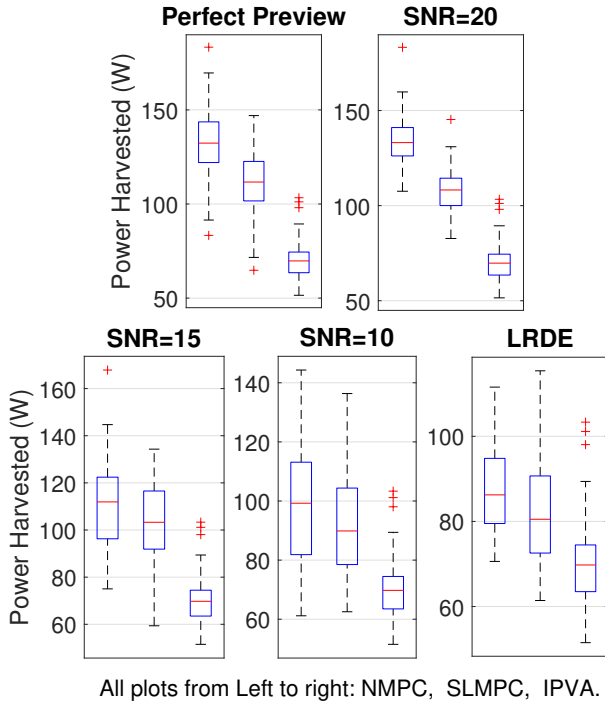 Perfect Preview
SNR=20
Power Harvested (W)
150
100
50
150
100
50
SNR=15
SNR=10
LRDE
Power Harvested (W)
160
140
120
100
80
60
140
120
100
80
60
100
80
60
All plots from Left to right: NMPC, SLMPC, IPVA.